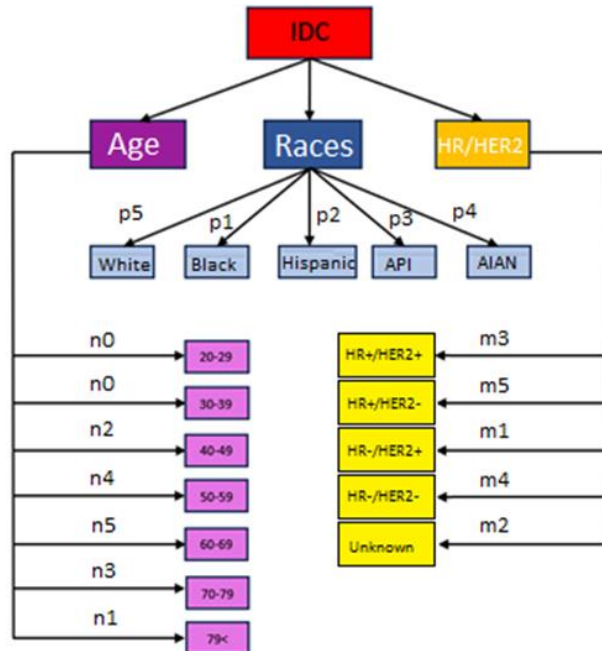 IDC
Age Races HR/HER2
p5 p1 p2 p3 p4
White Black Hispanic API AIAN
n0 20-29 HR+/HER2+ m3
n0 30-39 HR+/HER2- m5
n2 40-49 HR-/HER2+ m1
n4 50-59 HR-/HER2- m4
n5 60-69 Unknown m2
n3 70-79
n1 79<